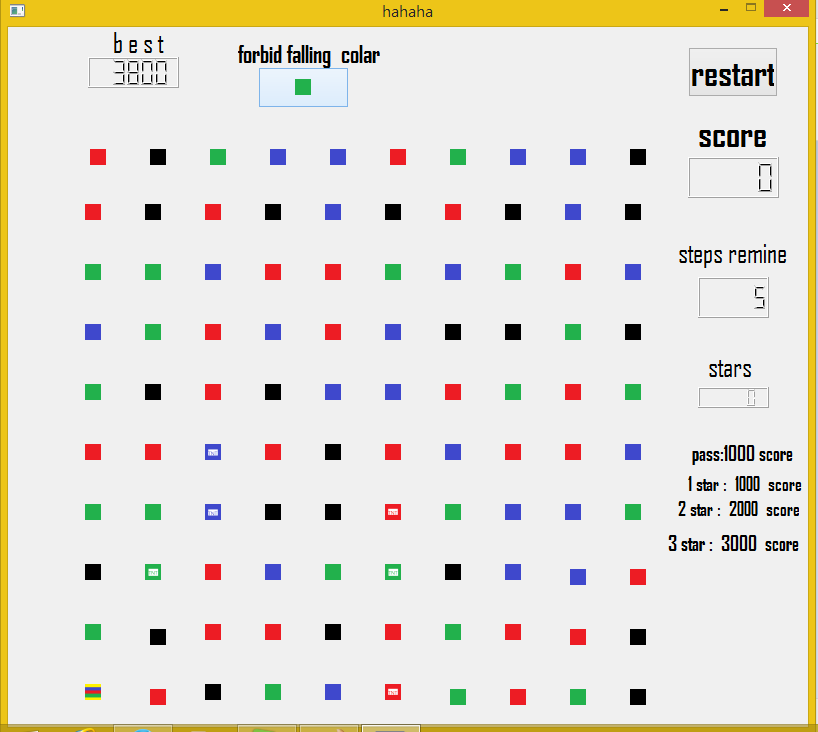 hahaha
best
3800
forbid falling colar
restart
score
0
steps remine
5
stars
0
pass:1000 score
1 star : 1000 score
2 star : 2000 score
3 star : 3000 score